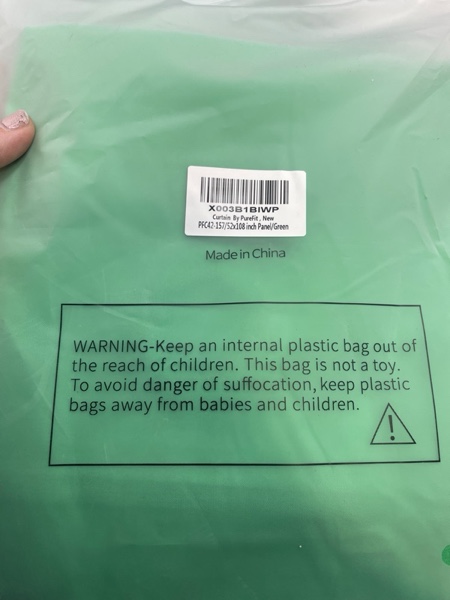 X003B1BIWP
Curtain By PureFit, New
PFC42-157/52x108 inch Panel/Green
Made in China
WARNING-Keep an internal plastic bag out of
the reach of children. This bag is not a toy.
To avoid danger of suffocation, keep plastic
bags away from babies and children.
!